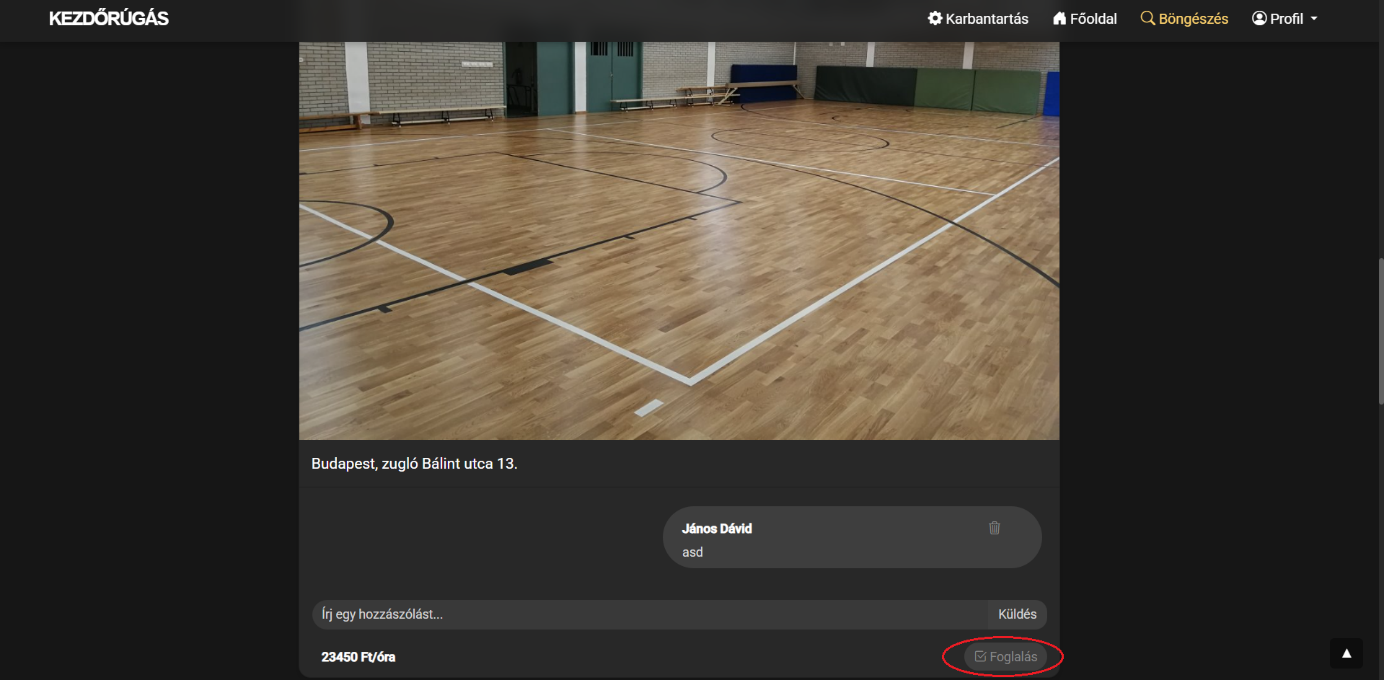 KEZDŐRÚGÁS
Karbantartás Főoldal Böngészés Profil
Budapest, zugló Bálint utca 13.
János Dávid
asd
Írj egy hozzászólást... Küldés
23450 Ft/óra Foglalás